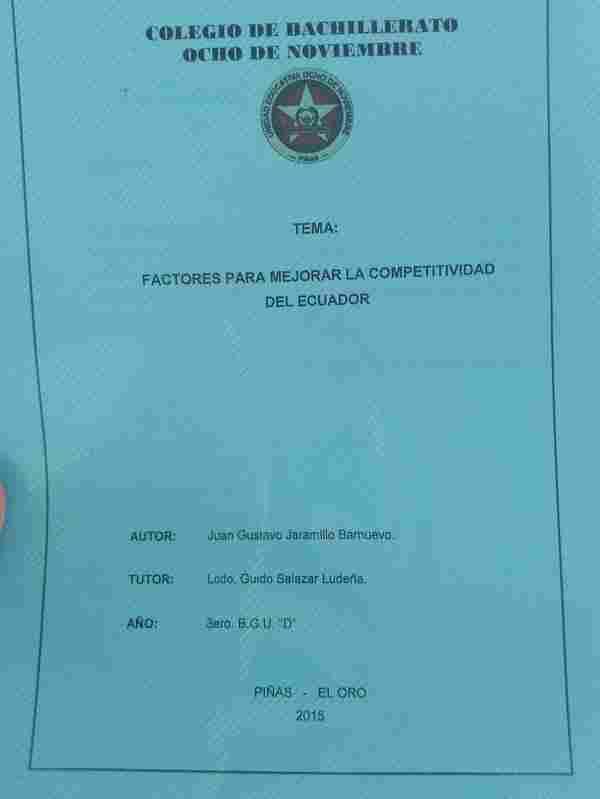 COLEGIO DE BACHILLERATO
OCHO DE NOVIEMBRE
UNIDAD EDUCATIVA OCHO DE NOVIEMBRE
PIÑAS
TEMA:
FACTORES PARA MEJORAR LA COMPETITIVIDAD
DEL ECUADOR
AUTOR: Juan Gustavo Jaramillo Barnuevo.
TUTOR: Lcdo. Guido Salazar Ludeña.
AÑO: 3ero. B.G.U. "D"
PIÑAS - EL ORO
2015